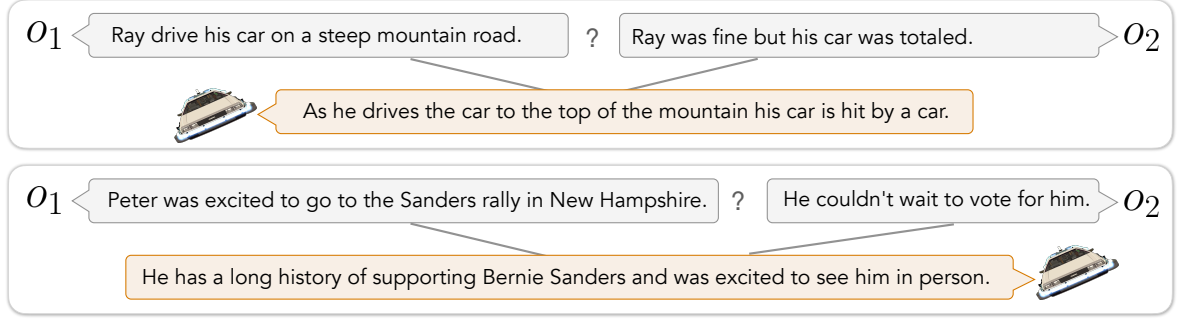 O1 Ray drive his car on a steep mountain road. ? Ray was fine but his car was totaled. O2
As he drives the car to the top of the mountain his car is hit by a car.
O1 Peter was excited to go to the Sanders rally in New Hampshire. ? He couldn't wait to vote for him. O2
He has a long history of supporting Bernie Sanders and was excited to see him in person.